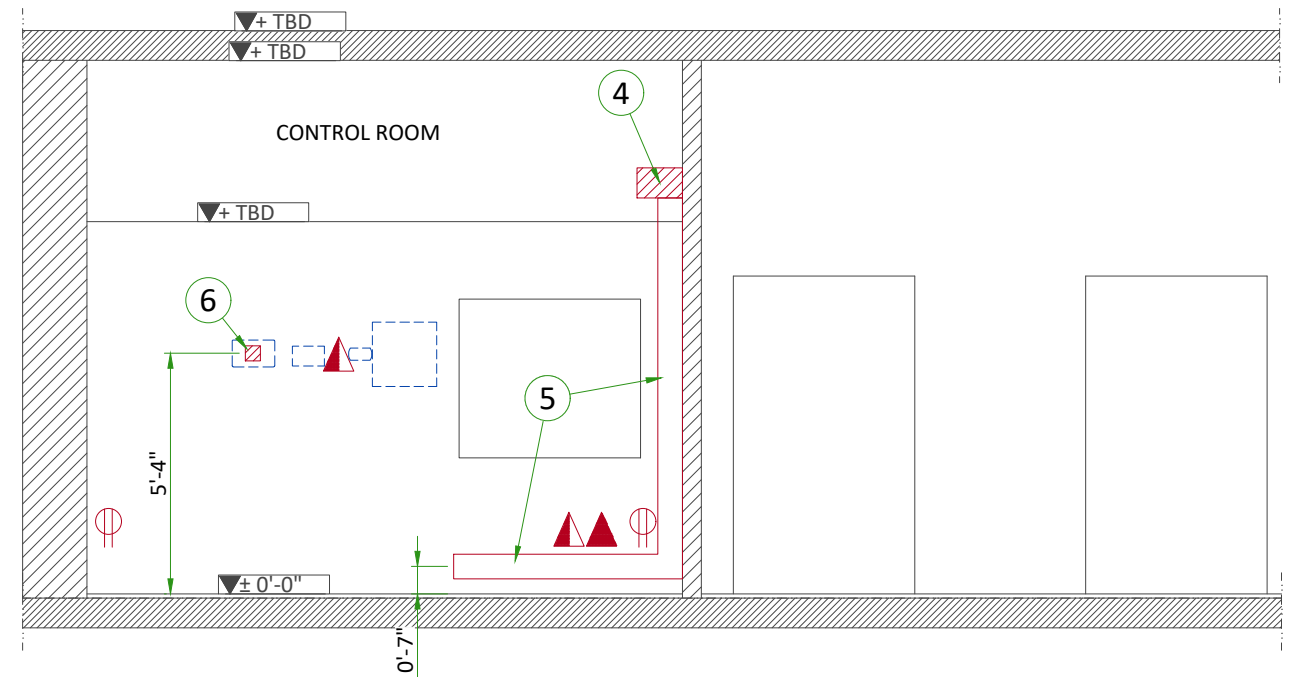 + TBD
+ TBD
4
CONTROL ROOM
+ TBD
6
5
5'-4"
± 0'-0"
0'-7"